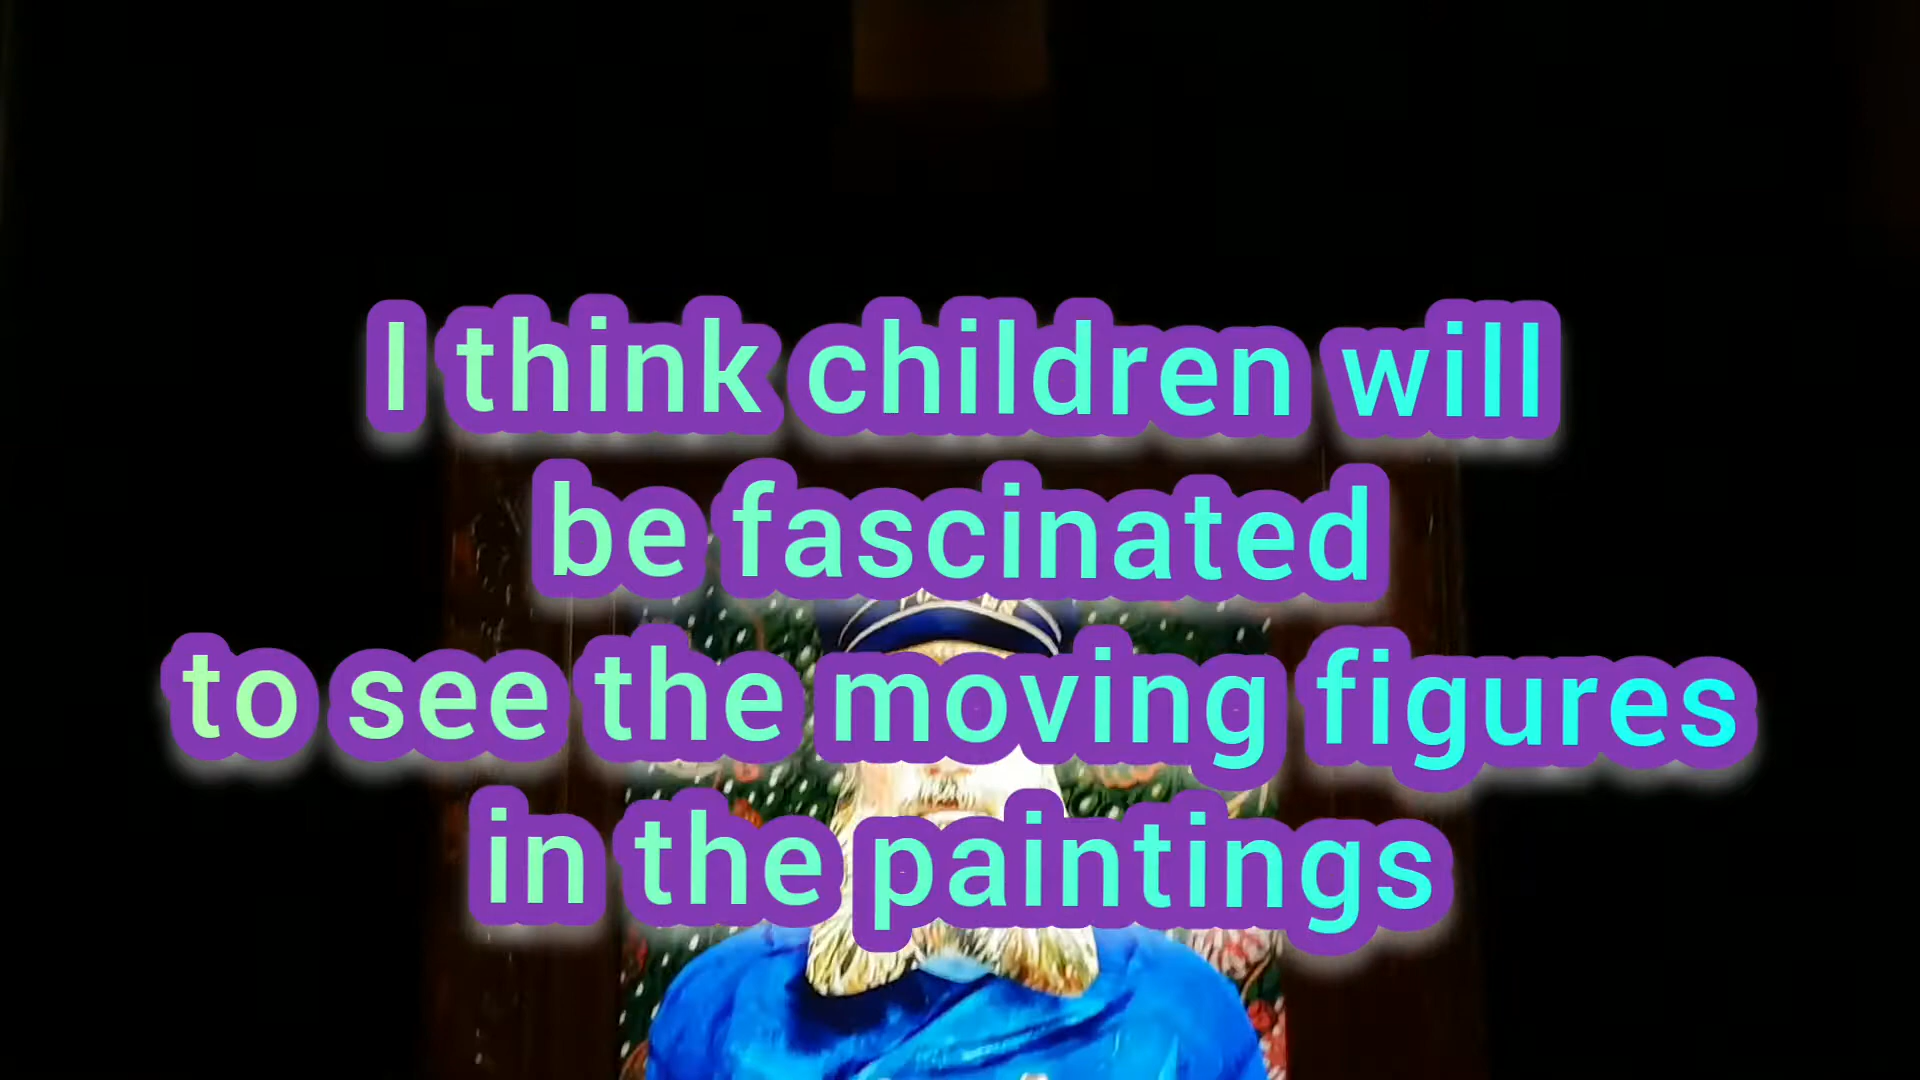 I think children will
be fascinated
to see the moving figures
in the paintings